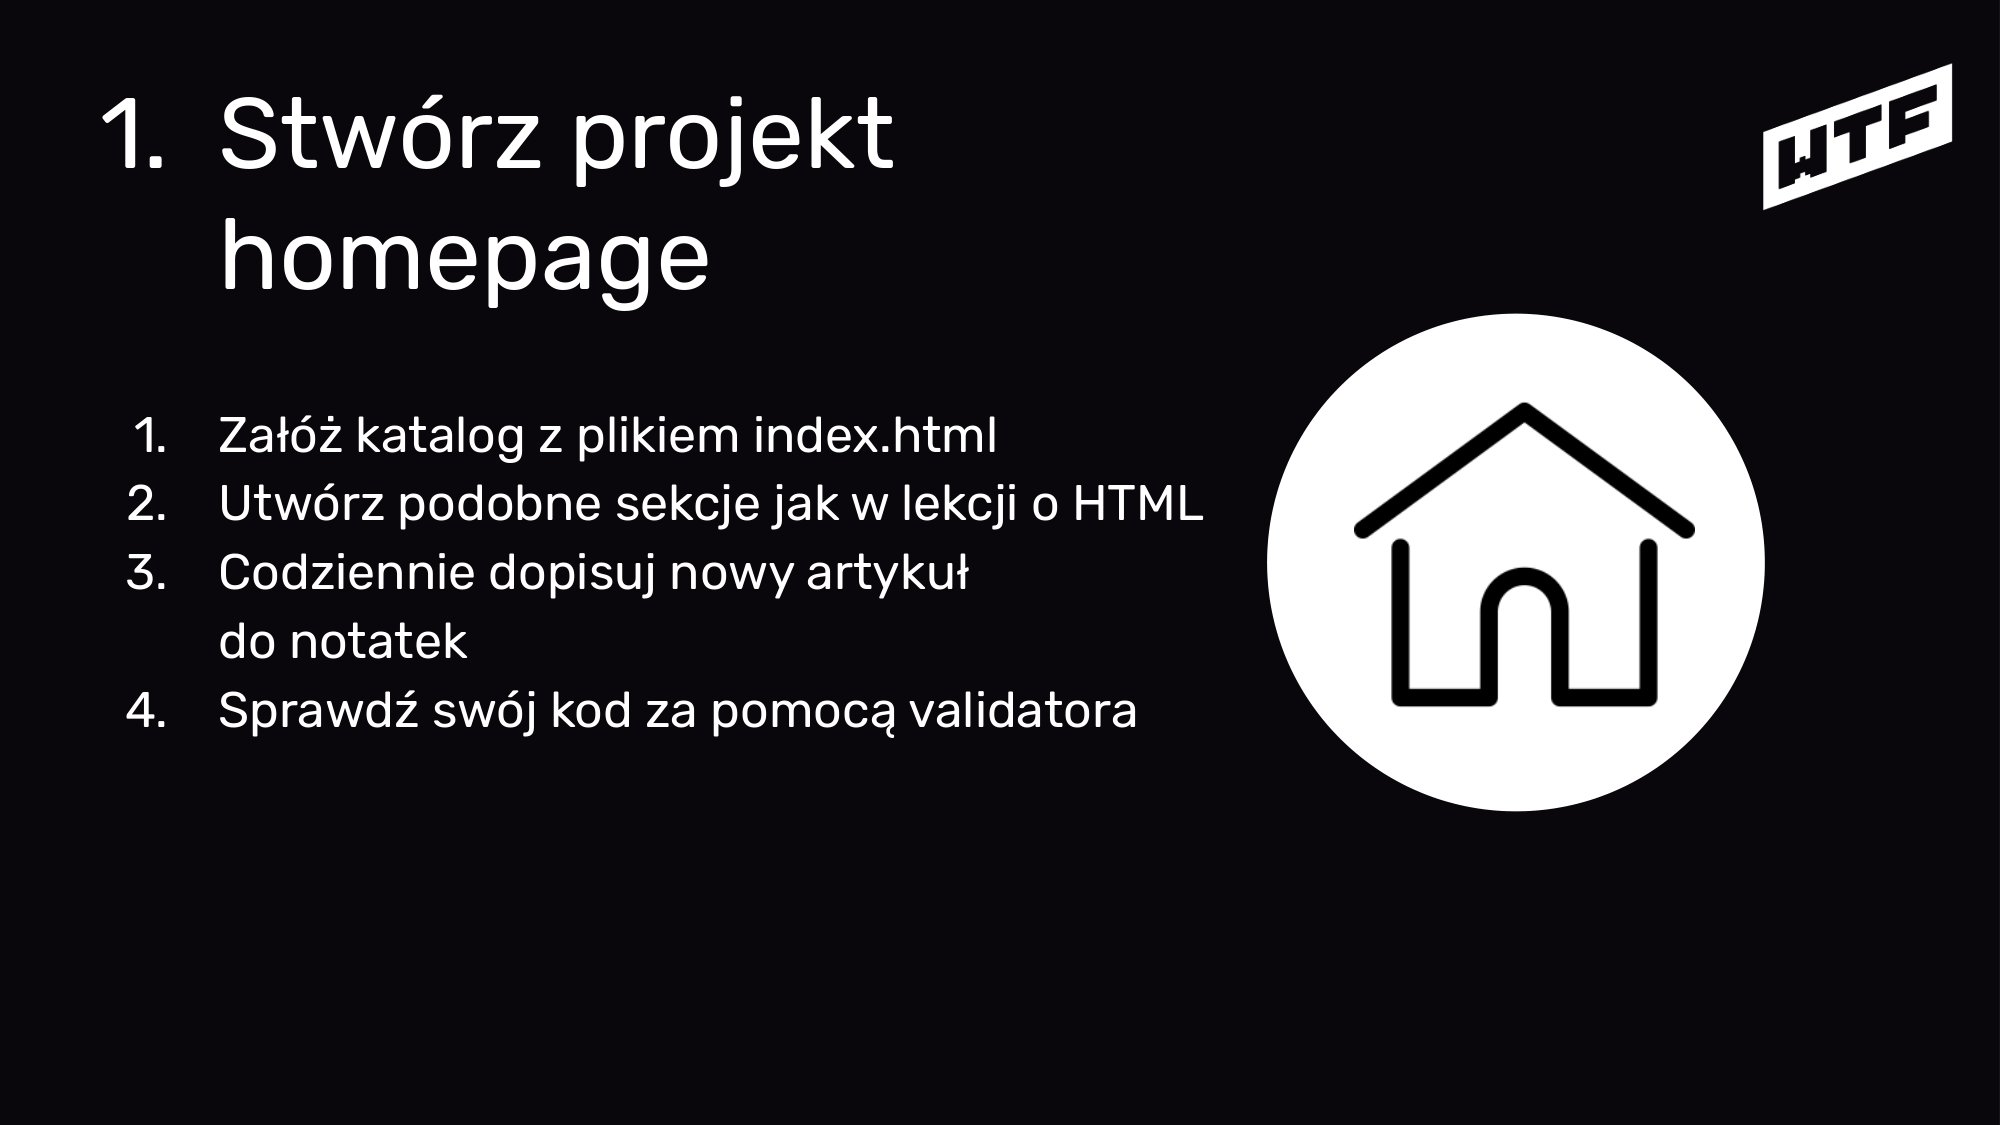 1. Stwórz projekt
homepage
WTF
1. Załóż katalog z plikiem index.html
2. Utwórz podobne sekcje jak w lekcji o HTML
3. Codziennie dopisuj nowy artykuł
do notatek
4. Sprawdź swój kod za pomocą validatora